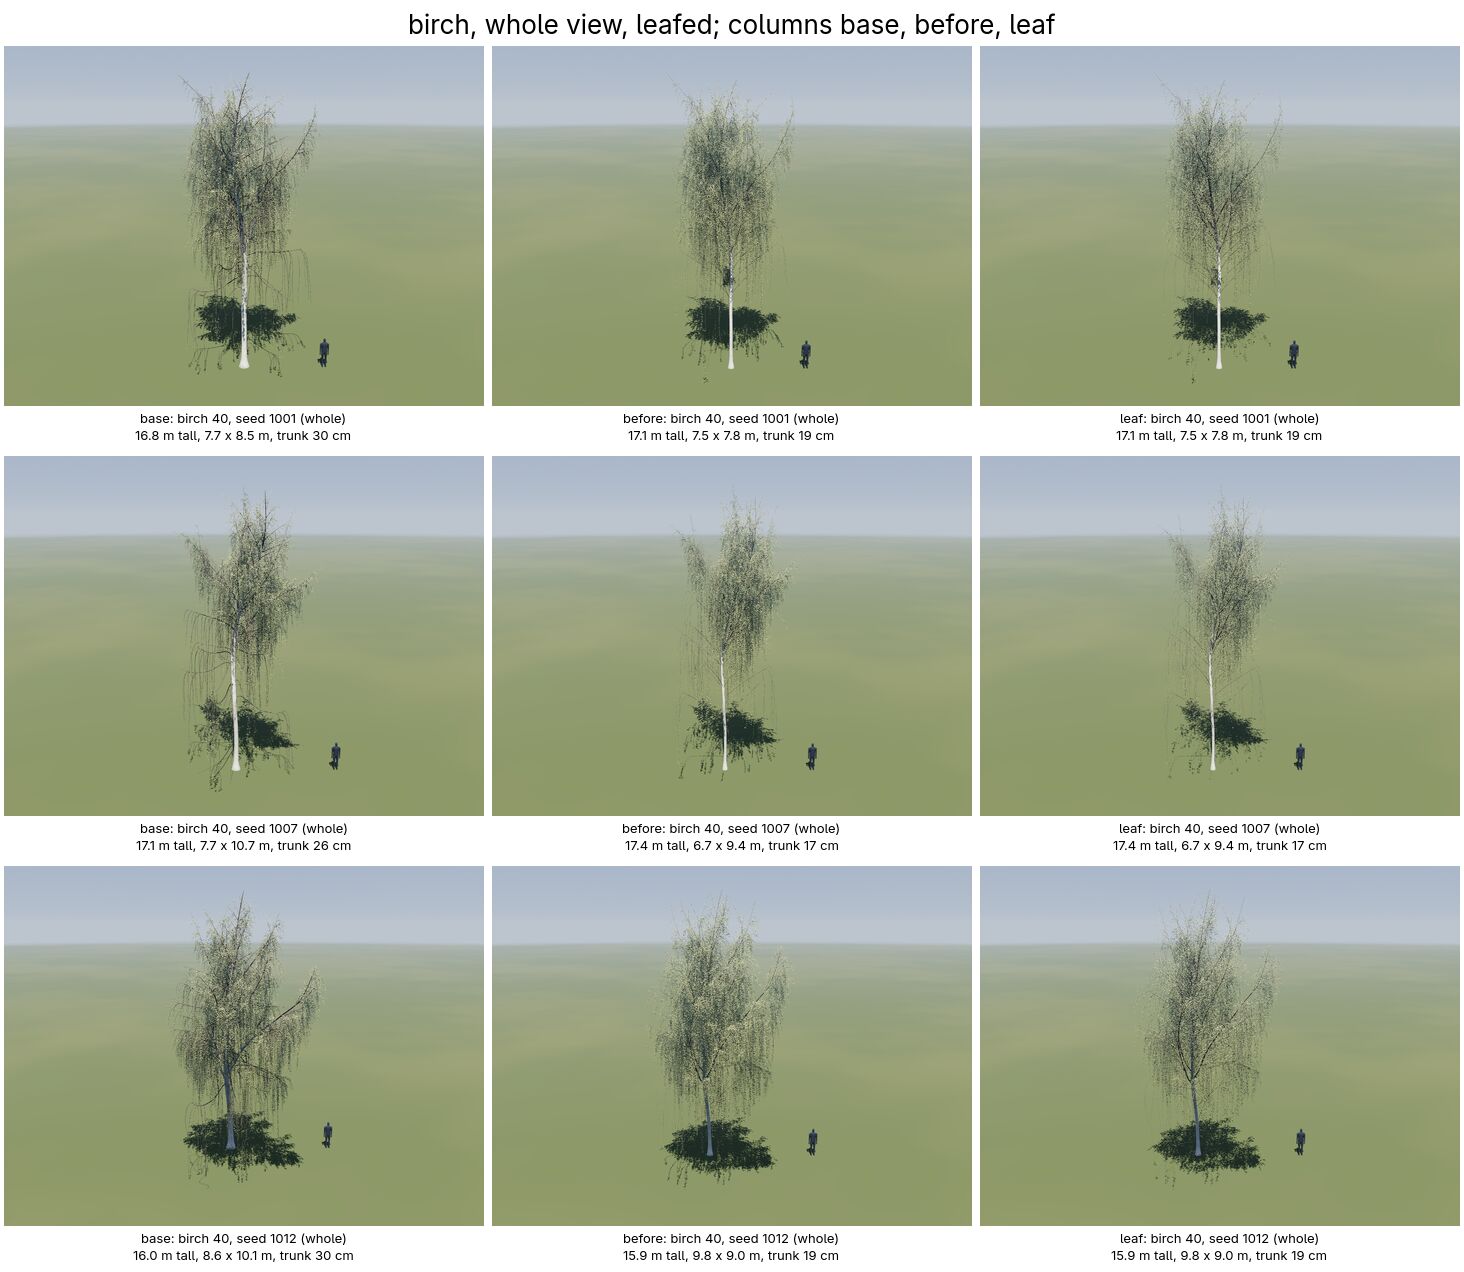 birch, whole view, leafed; columns base, before, leaf
base: birch 40, seed 1001 (whole)
16.8 m tall, 7.7 x 8.5 m, trunk 30 cm
before: birch 40, seed 1001 (whole)
17.1 m tall, 7.5 x 7.8 m, trunk 19 cm
leaf: birch 40, seed 1001 (whole)
17.1 m tall, 7.5 x 7.8 m, trunk 19 cm
base: birch 40, seed 1007 (whole)
17.1 m tall, 7.7 x 10.7 m, trunk 26 cm
before: birch 40, seed 1007 (whole)
17.4 m tall, 6.7 x 9.4 m, trunk 17 cm
leaf: birch 40, seed 1007 (whole)
17.4 m tall, 6.7 x 9.4 m, trunk 17 cm
base: birch 40, seed 1012 (whole)
16.0 m tall, 8.6 x 10.1 m, trunk 30 cm
before: birch 40, seed 1012 (whole)
15.9 m tall, 9.8 x 9.0 m, trunk 19 cm
leaf: birch 40, seed 1012 (whole)
15.9 m tall, 9.8 x 9.0 m, trunk 19 cm